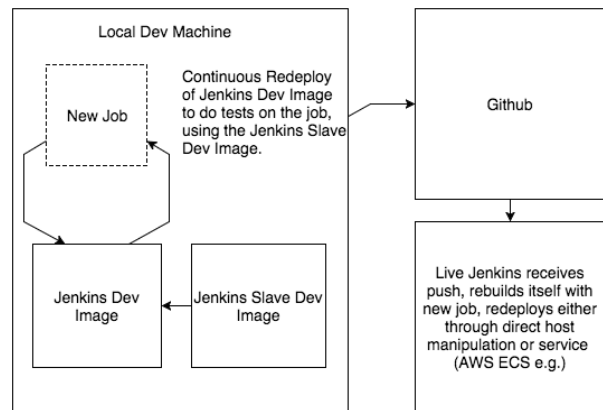 Local Dev Machine
Continuous Redeploy
of Jenkins Dev Image
to do tests on the job,
using the Jenkins Slave
Dev Image.
New Job
Jenkins Dev
Image
Jenkins Slave Dev
Image
Github
Live Jenkins receives
push, rebuilds itself with
new job, redeploys either
through direct host
manipulation or service
(AWS ECS e.g.)